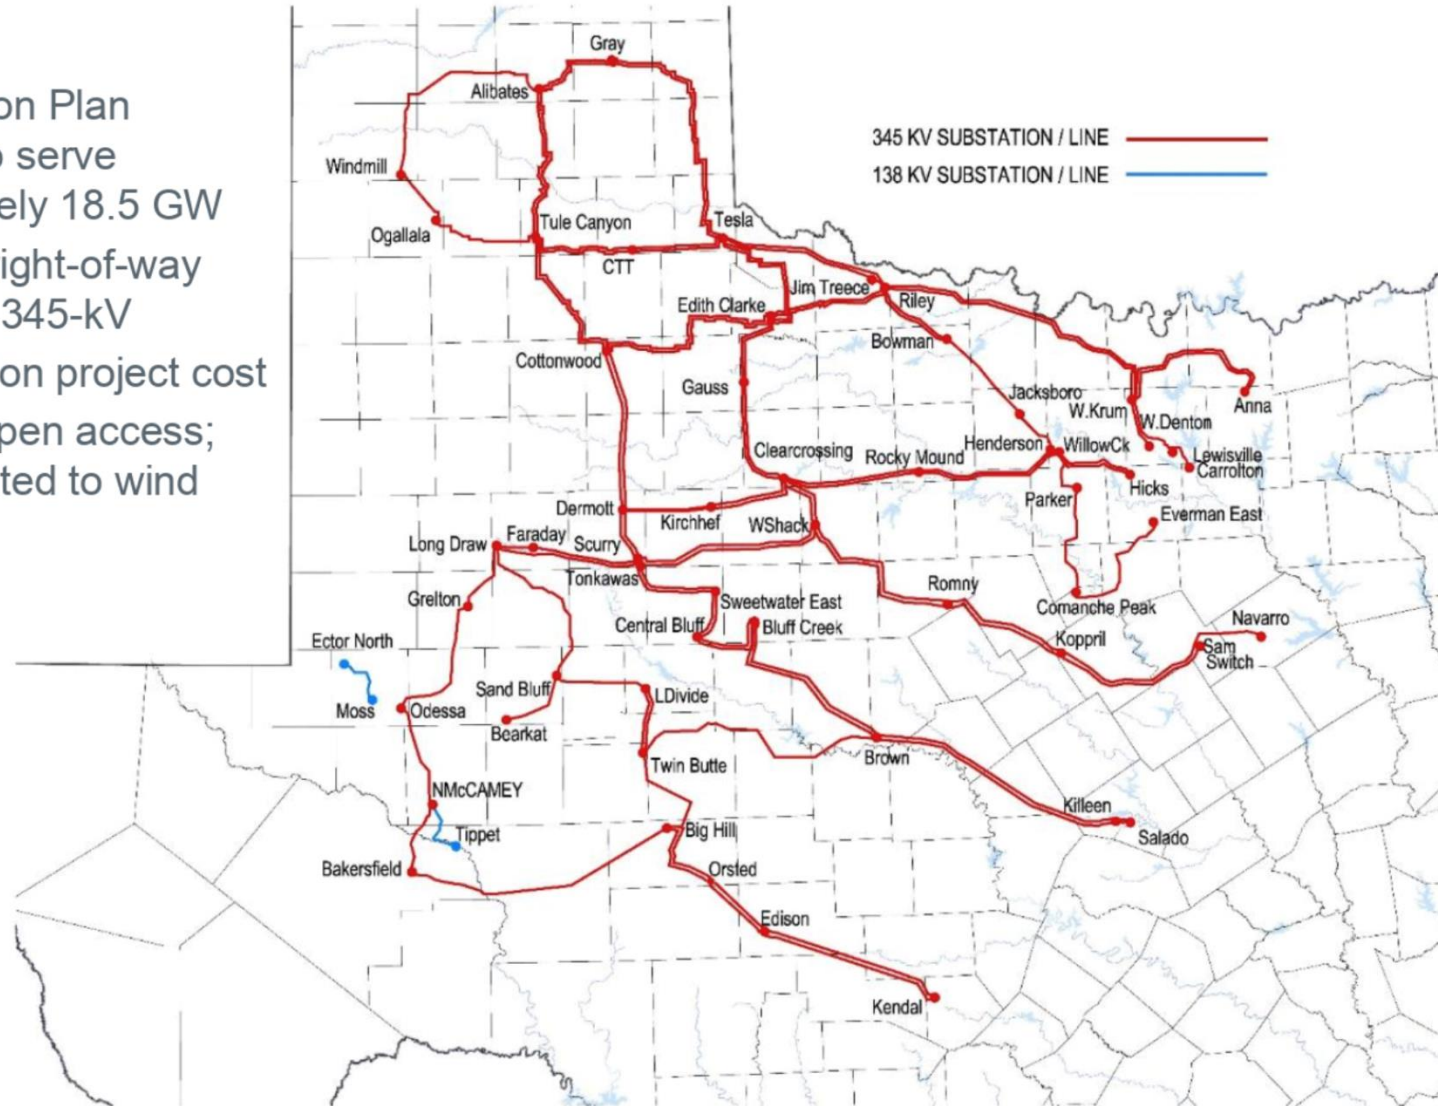 on Plan
o serve
ely 18.5 GW
ight-of-way
345-kV
on project cost
pen access;
ted to wind
345 KV SUBSTATION / LINE
138 KV SUBSTATION / LINE
Gray
Alibates
Windmill
Ogallala
Tule Canyon
Tesla
CTT
Jim Treece
Edith Clarke
Riley
Bowman
Cottonwood
Gauss
Jacksboro
W.Krum
Anna
W.Denton
Clearcrossing
Rocky Mound
Henderson
WillowCk
Lewisville
Carrolton
Hicks
Parker
Everman East
Dermott
Kirchhef
WShack
Long Draw
Faraday
Scurry
Tonkawas
Grelton
Romny
Comanche Peak
Sweetwater East
Central Bluff
Bluff Creek
Navarro
Koppril
Sam
Switch
Ector North
Moss
Odessa
Sand Bluff
LDivide
Bearkat
Twin Butte
Brown
NMcCAMEY
Tippet
Killeen
Salado
Big Hill
Bakersfield
Orsted
Edison
Kendal